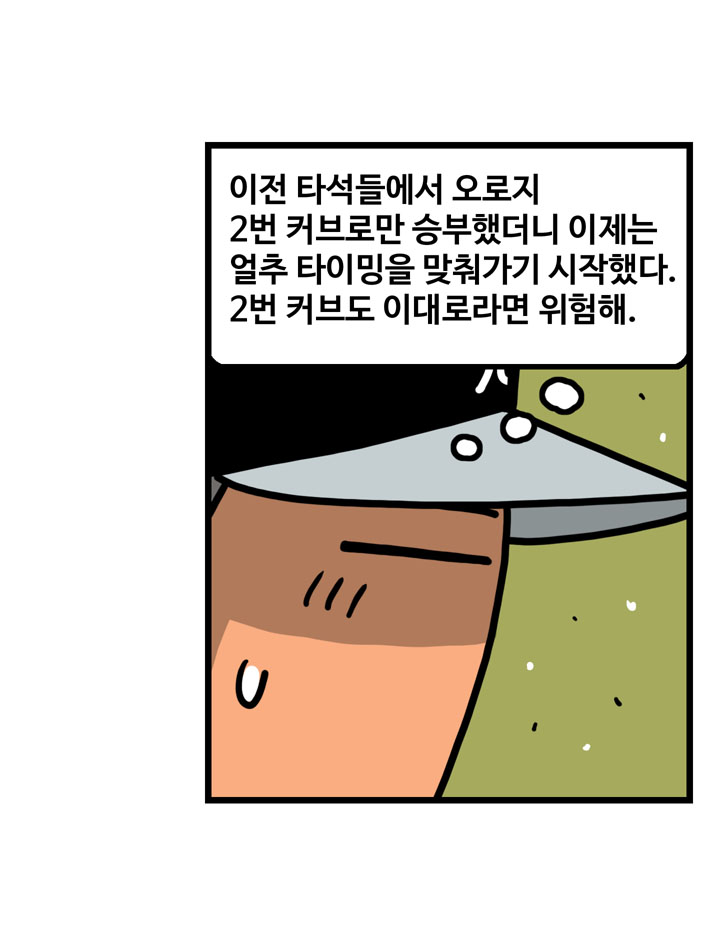 이전 타석들에서 오로지
2번 커브로만 승부했더니 이제는
얼추 타이밍을 맞춰가기 시작했다.
2번 커브도 이대로라면 위험해.